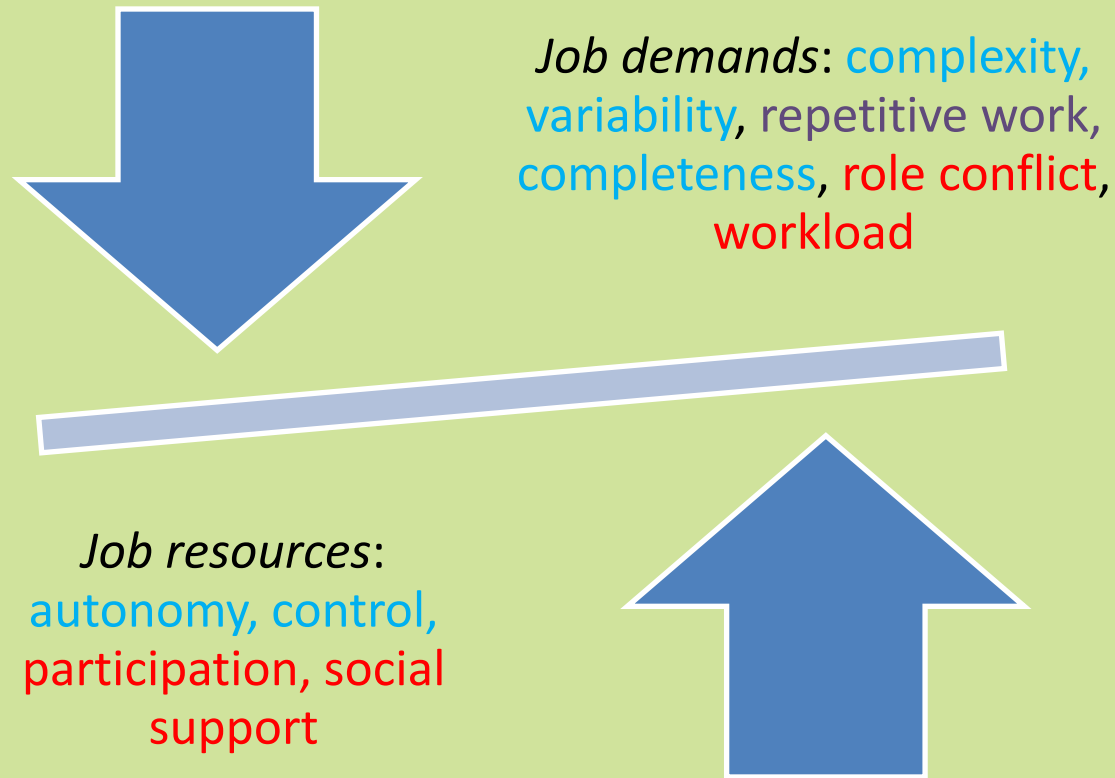 Job demands: complexity,
variability, repetitive work,
completeness, role conflict,
workload
Job resources:
autonomy, control,
participation, social
support